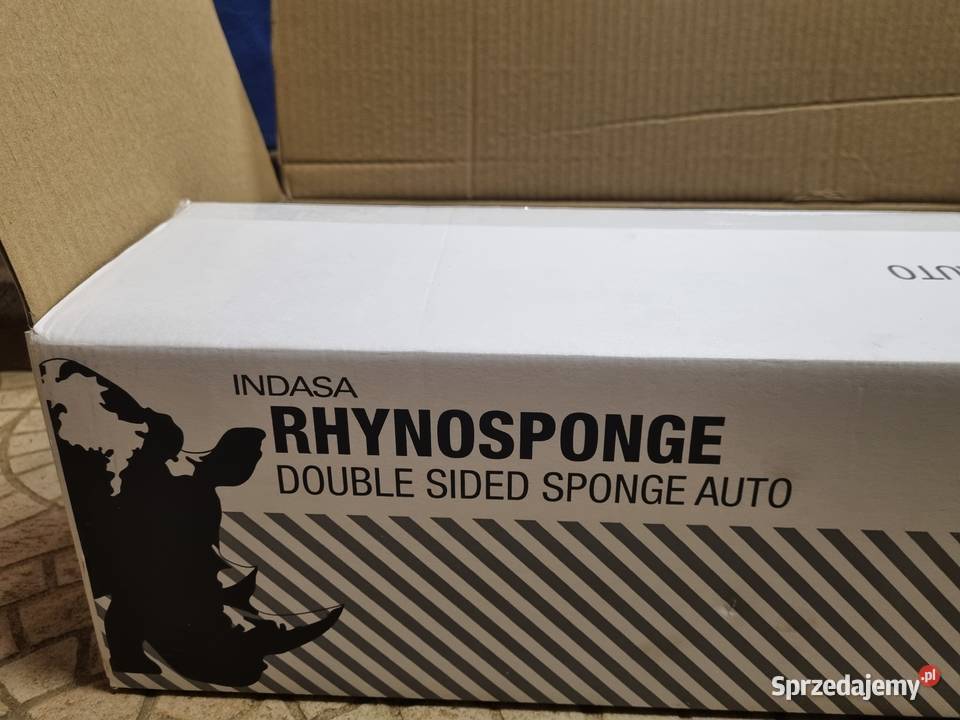 INDASA
RHYNOSPONGE
DOUBLE SIDED SPONGE AUTO
Sprzedajemy.pl